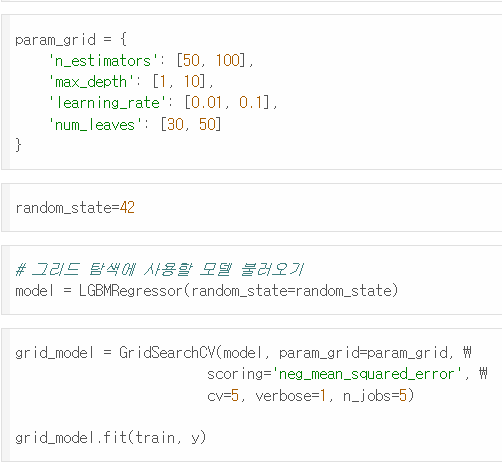 param_grid = {
    'n_estimators': [50, 100],
    'max_depth': [1, 10],
    'learning_rate': [0.01, 0.1],
    'num_leaves': [30, 50]
}
random_state=42
# 그리드 탐색에 사용할 모델 불러오기
model = LGBMRegressor(random_state=random_state)
grid_model = GridSearchCV(model, param_grid=param_grid, ₩
                        scoring='neg_mean_squared_error', ₩
                        cv=5, verbose=1, n_jobs=5)
grid_model.fit(train, y)